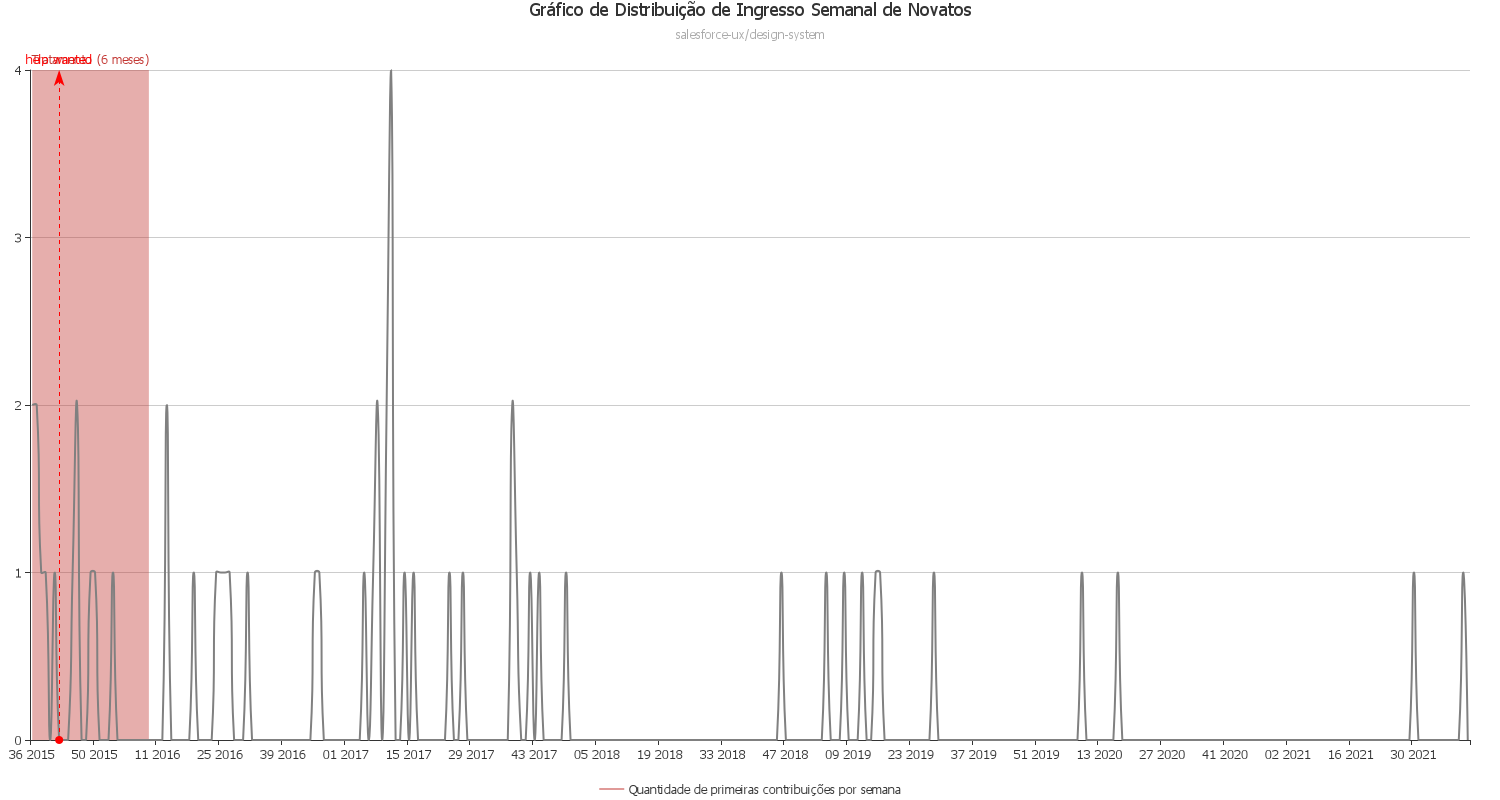 Gráfico de Distribuição de Ingresso Semanal de Novatos
salesforce-ux/design-system
help wanted
Tratamento (6 meses)
4
3
2
1
0
36 2015 50 2015 11 2016 25 2016 39 2016 01 2017 15 2017 29 2017 43 2017 05 2018 19 2018 33 2018 47 2018 09 2019 23 2019 37 2019 51 2019 13 2020 27 2020 41 2020 02 2021 16 2021 30 2021
Quantidade de primeiras contribuições por semana